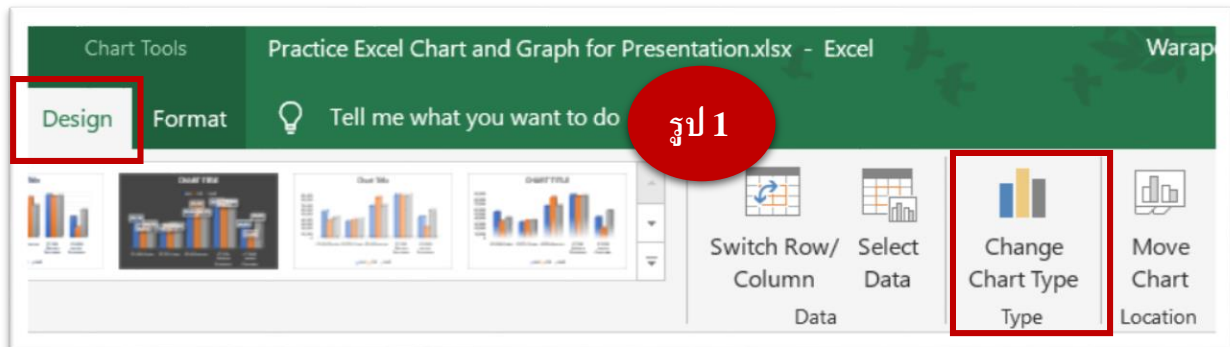 Chart Tools
Practice Excel Chart and Graph for Presentation.xlsx - Excel
Warap
Design
Format
Tell me what you want to do
รูป 1
Switch Row/
Column
Select
Data
Change
Chart Type
Move
Chart
Data
Type
Location